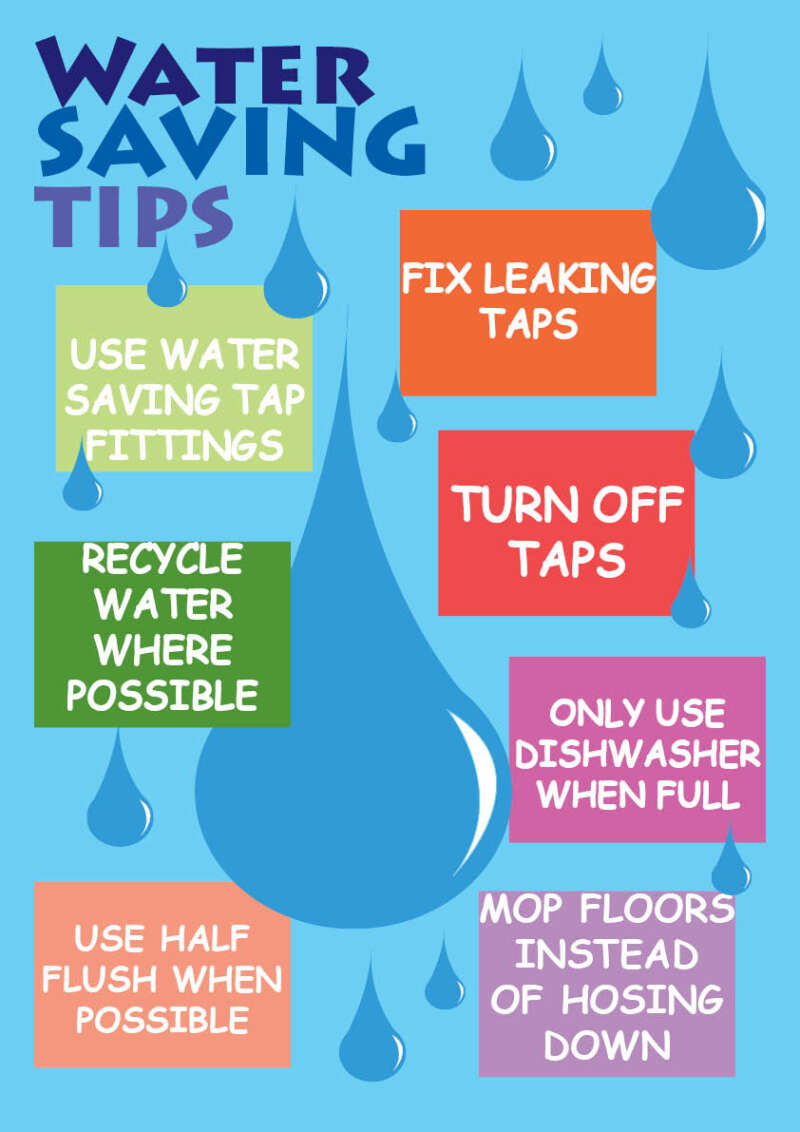 WATER
SAVING
TIPS
FIX LEAKING
TAPS
USE WATER
SAVING TAP
FITTINGS
TURN OFF
TAPS
RECYCLE
WATER
WHERE
POSSIBLE
ONLY USE
DISHWASHER
WHEN FULL
USE HALF
FLUSH WHEN
POSSIBLE
MOP FLOORS
INSTEAD
OF HOSING
DOWN